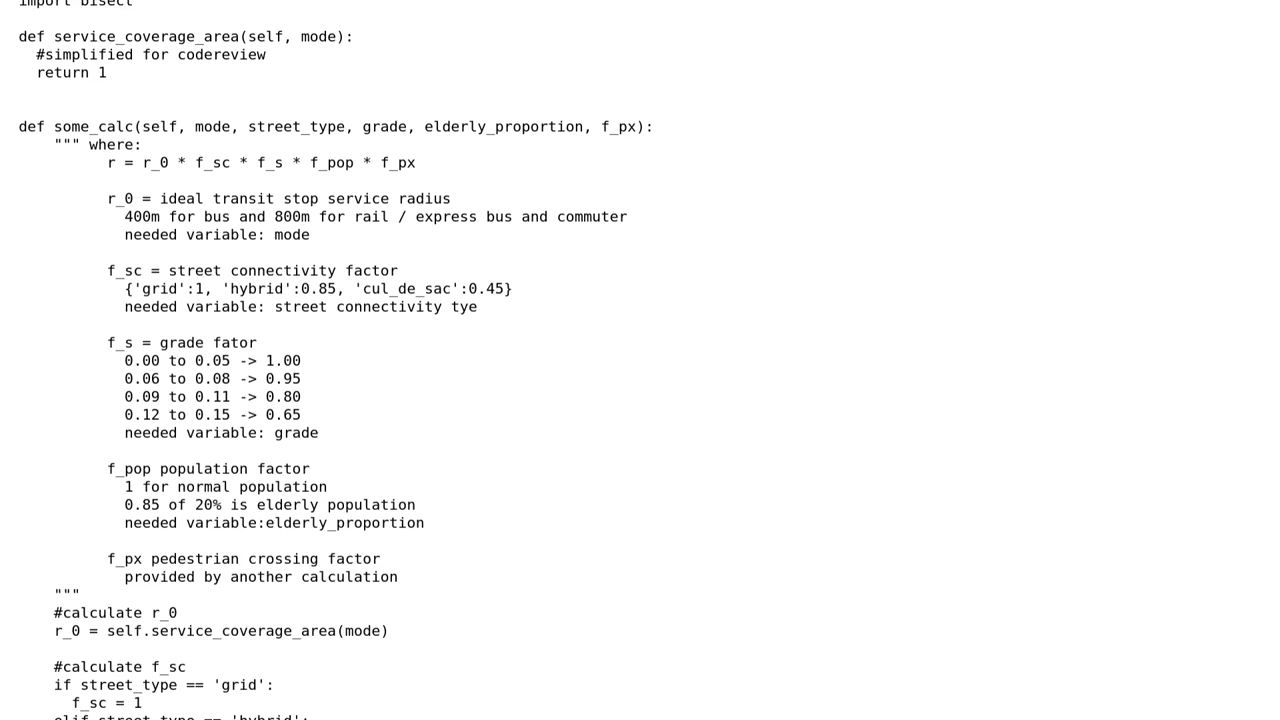 import bisect
def service_coverage_area(self, mode):
  #simplified for codereview
  return 1
def some_calc(self, mode, street_type, grade, elderly_proportion, f_px):
    """ where:
          r = r_0 * f_sc * f_s * f_pop * f_px
          r_0 = ideal transit stop service radius
            400m for bus and 800m for rail / express bus and commuter
            needed variable: mode
          f_sc = street connectivity factor
            {'grid':1, 'hybrid':0.85, 'cul_de_sac':0.45}
            needed variable: street connectivity tye
          f_s = grade fator
            0.00 to 0.05 -> 1.00
            0.06 to 0.08 -> 0.95
            0.09 to 0.11 -> 0.80
            0.12 to 0.15 -> 0.65
            needed variable: grade
          f_pop population factor
            1 for normal population
            0.85 of 20% is elderly population
            needed variable:elderly_proportion
          f_px pedestrian crossing factor
            provided by another calculation
    """
    #calculate r_0
    r_0 = self.service_coverage_area(mode)
    #calculate f_sc
    if street_type == 'grid':
      f_sc = 1
    elif street_type == 'hybrid':